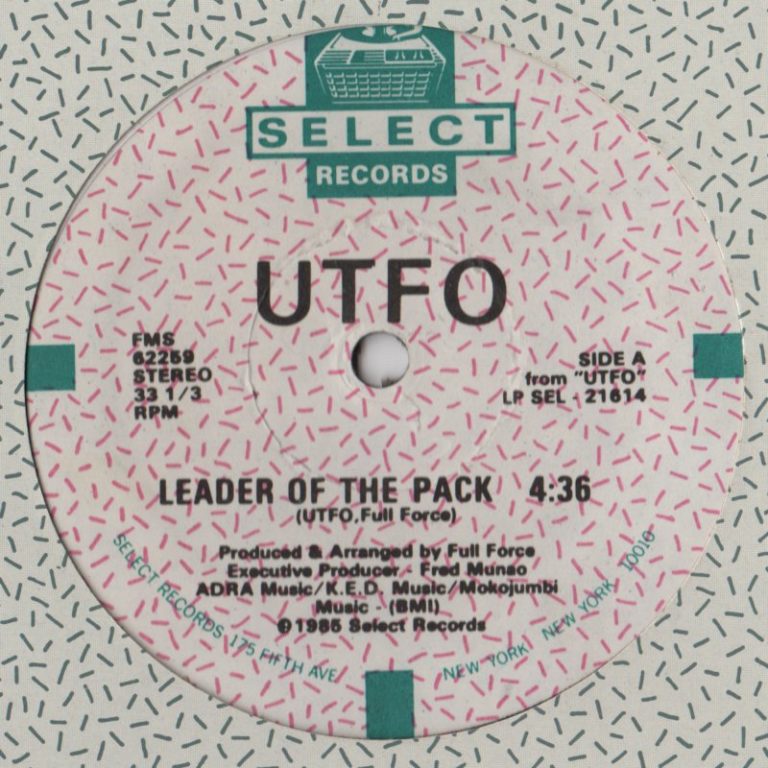 SELECT
RECORDS
UTFO
FMS
62259
STEREO
33 1/3
RPM
SIDE A
from "UTFO"
LP SEL - 21614
LEADER OF THE PACK 4:36
(UTFO, Full Force)
Produced & Arranged by Full Force
Executive Producer - Fred Munao
ADRA Music/K.E.D. Music/Mokojumbi
Music - (BMI)
℗1985 Select Records
SELECT RECORDS, 175 FIFTH AVE, NEW YORK, NEW YORK 10010